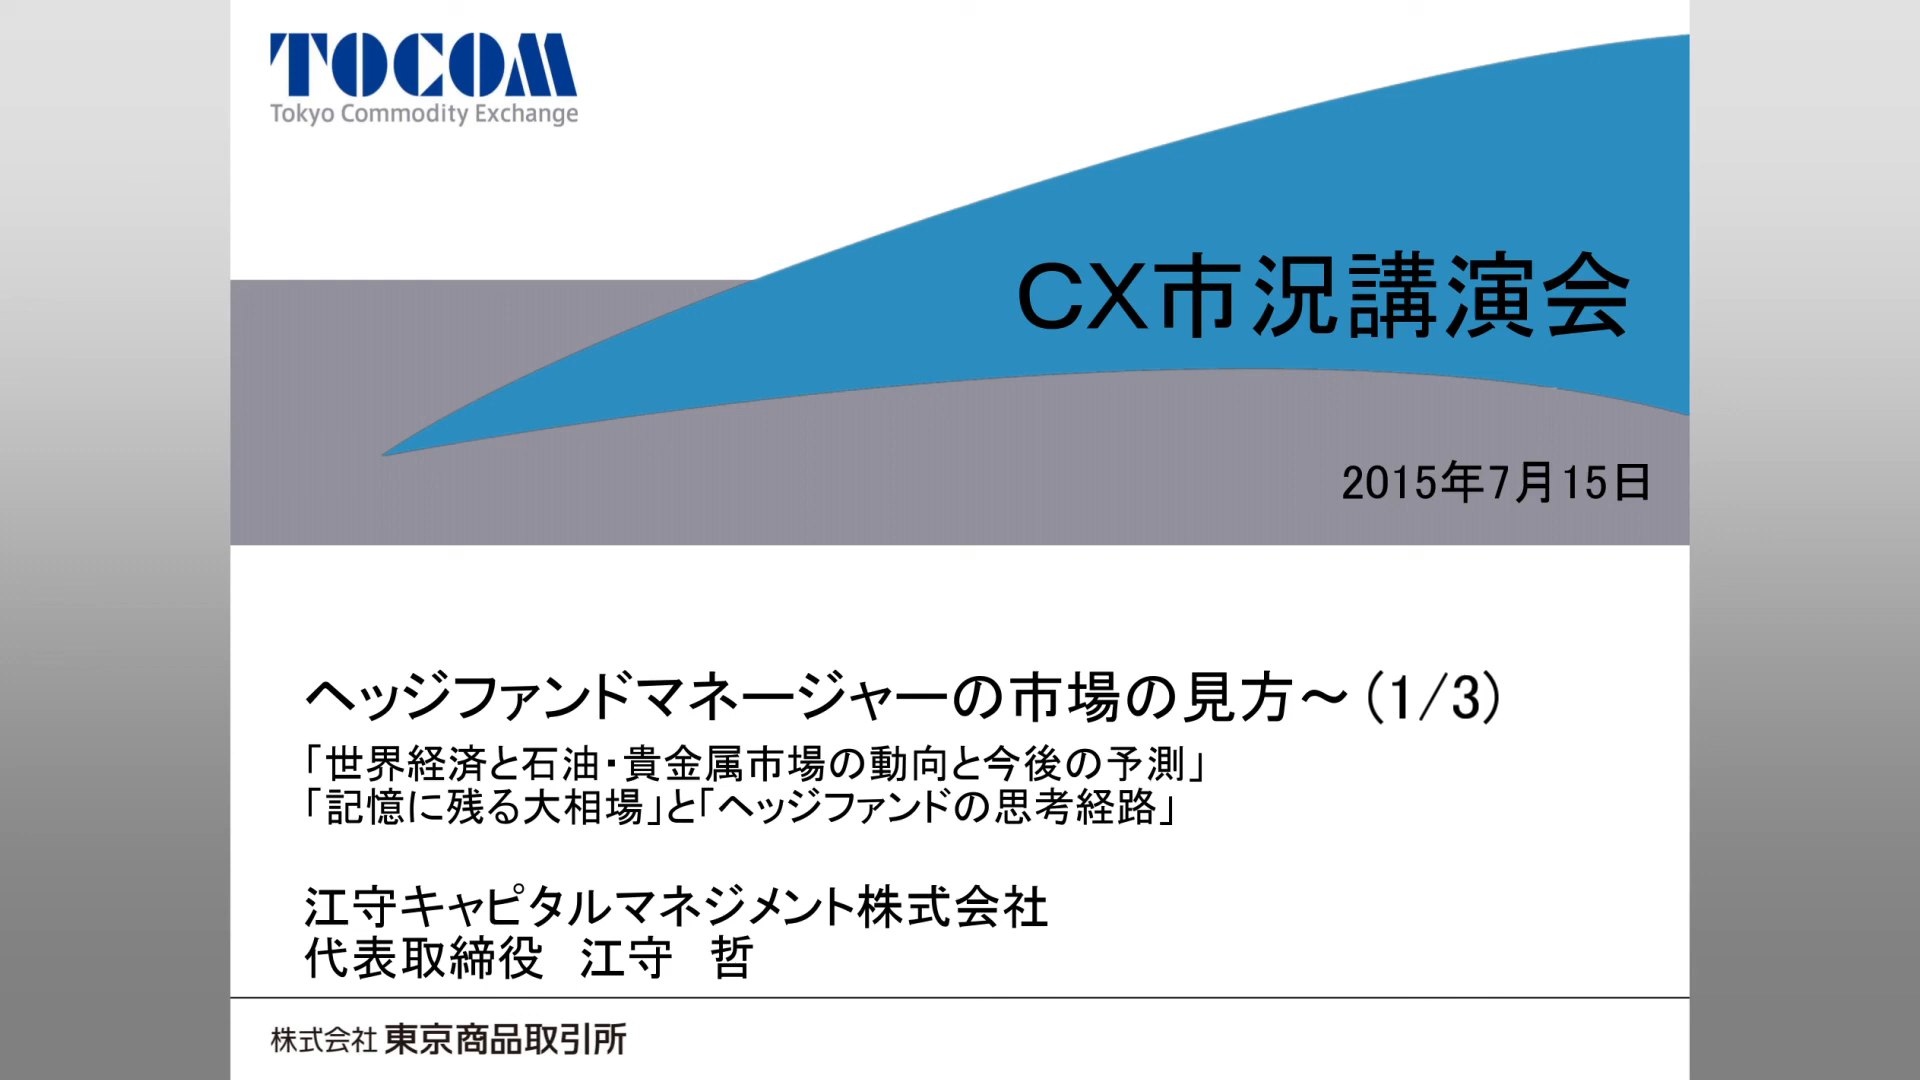 TOCOM
Tokyo Commodity Exchange
CX市況講演会
2015年7月15日
ヘッジファンドマネージャーの市場の見方～(1/3)
「世界経済と石油・貴金属市場の動向と今後の予測」
「記憶に残る大相場」と「ヘッジファンドの思考経路」
江守キャピタルマネジメント株式会社
代表取締役　江守　哲
株式会社 東京商品取引所